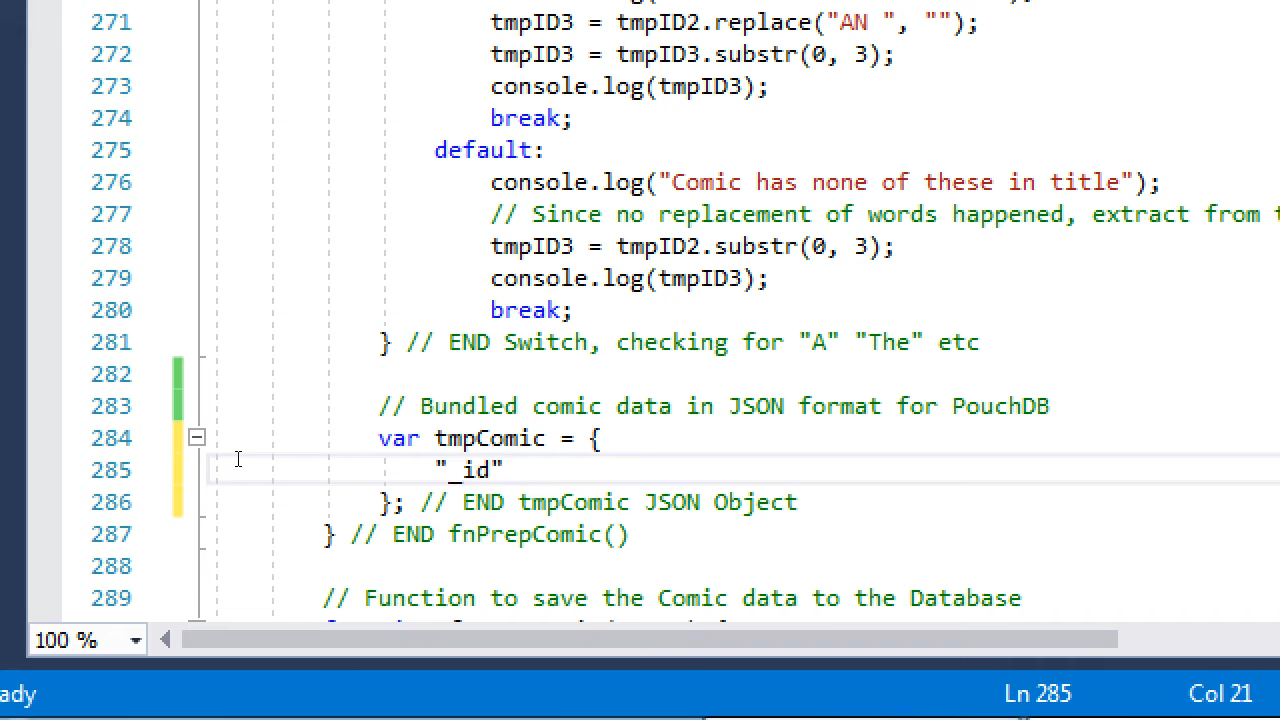 271 tmpID3 = tmpID2.replace("AN ", "");
272 tmpID3 = tmpID3.substr(0, 3);
273 console.log(tmpID3);
274 break;
275 default:
276 console.log("Comic has none of these in title");
277 // Since no replacement of words happened, extract from
278 tmpID3 = tmpID2.substr(0, 3);
279 console.log(tmpID3);
280 break;
281 } // END Switch, checking for "A" "The" etc
282
283 // Bundled comic data in JSON format for PouchDB
284 var tmpComic = {
285 "_id"
286 }; // END tmpComic JSON Object
287 } // END fnPrepComic()
288
289 // Function to save the Comic data to the Database
100 %
ady Ln 285 Col 21